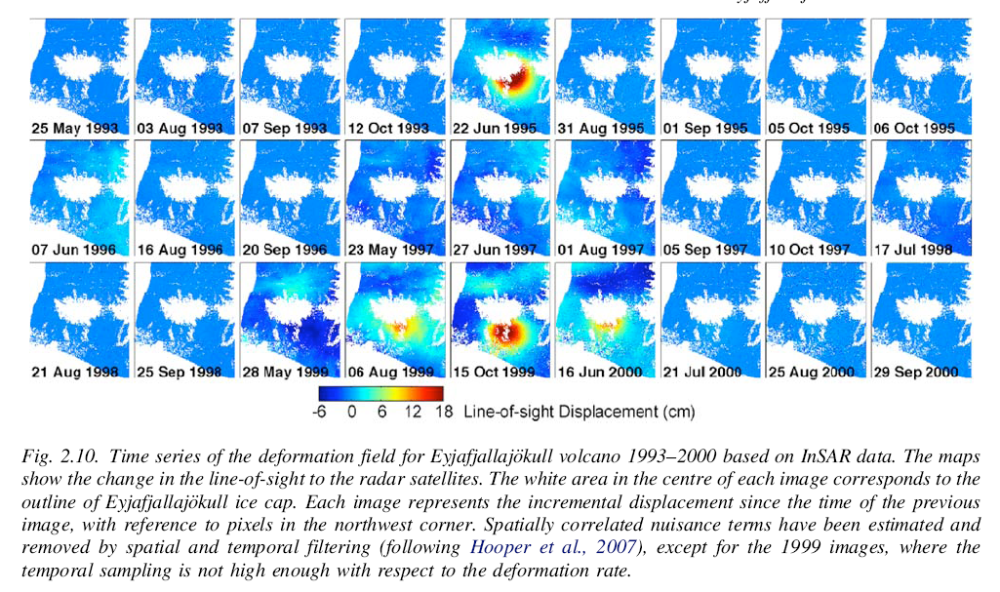 25 May 1993 03 Aug 1993 07 Sep 1993 12 Oct 1993 22 Jun 1995 31 Aug 1995 01 Sep 1995 05 Oct 1995 06 Oct 1995
07 Jun 1996 16 Aug 1996 20 Sep 1996 23 May 1997 27 Jun 1997 01 Aug 1997 05 Sep 1997 10 Oct 1997 17 Jul 1998
21 Aug 1998 25 Sep 1998 28 May 1999 06 Aug 1999 15 Oct 1999 16 Jun 2000 21 Jul 2000 25 Aug 2000 29 Sep 2000
-6 0 6 12 18 Line-of-sight Displacement (cm)
Fig. 2.10. Time series of the deformation field for Eyjafjallajökull volcano 1993–2000 based on InSAR data. The maps
show the change in the line-of-sight to the radar satellites. The white area in the centre of each image corresponds to the
outline of Eyjafjallajökull ice cap. Each image represents the incremental displacement since the time of the previous
image, with reference to pixels in the northwest corner. Spatially correlated nuisance terms have been estimated and
removed by spatial and temporal filtering (following Hooper et al., 2007), except for the 1999 images, where the
temporal sampling is not high enough with respect to the deformation rate.